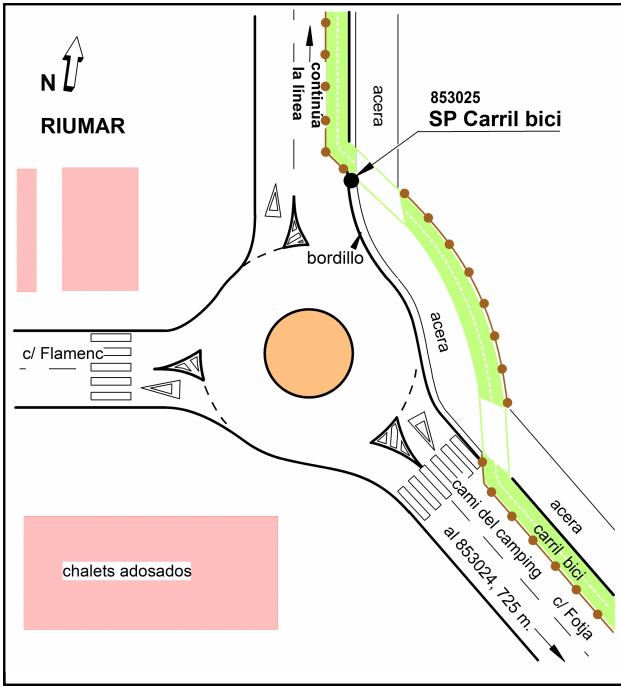 N
RIUMAR
continúa
la línea
acera
853025
SP Carril bici
bordillo
acera
c/ Flamenc
chalets adosados
cami del camping
c/ Fotja
al 853024, 725 m.
carril bici
acera